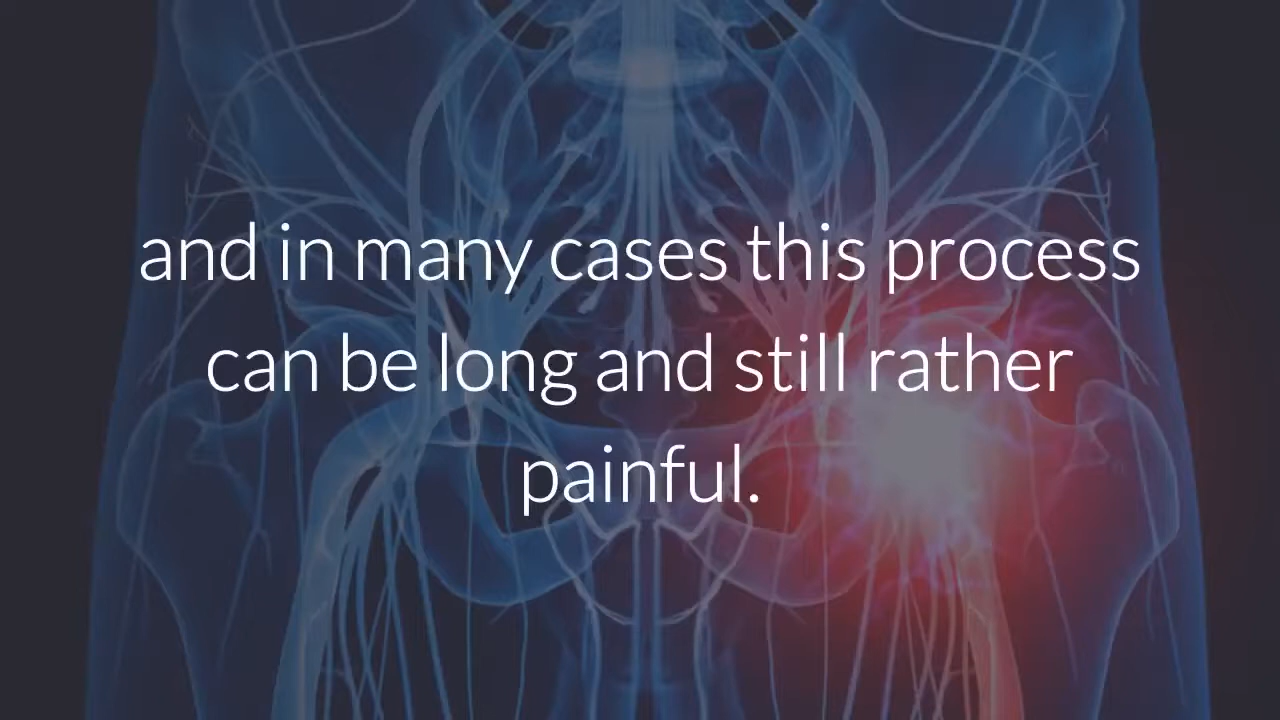 and in many cases this process
can be long and still rather
painful.